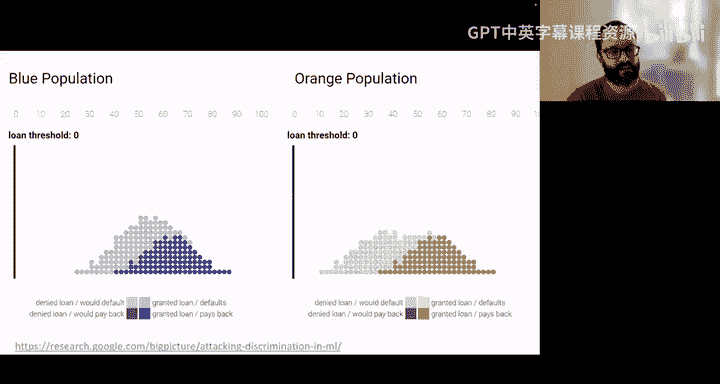 GPT中英字幕课程资源
Blue Population
Orange Population
0 10 20 30 40 50 60 70 80 90 100
0 10 20 30 40 50 60 70 80 90
loan threshold: 0
loan threshold: 0
denied loan / would default
granted loan / defaults
denied loan / would pay back
granted loan / pays back
denied loan / would default
granted loan / defaults
denied loan / would pay back
granted loan / pays back
https://research.google.com/bigpicture/attacking-discrimination-in-ml/